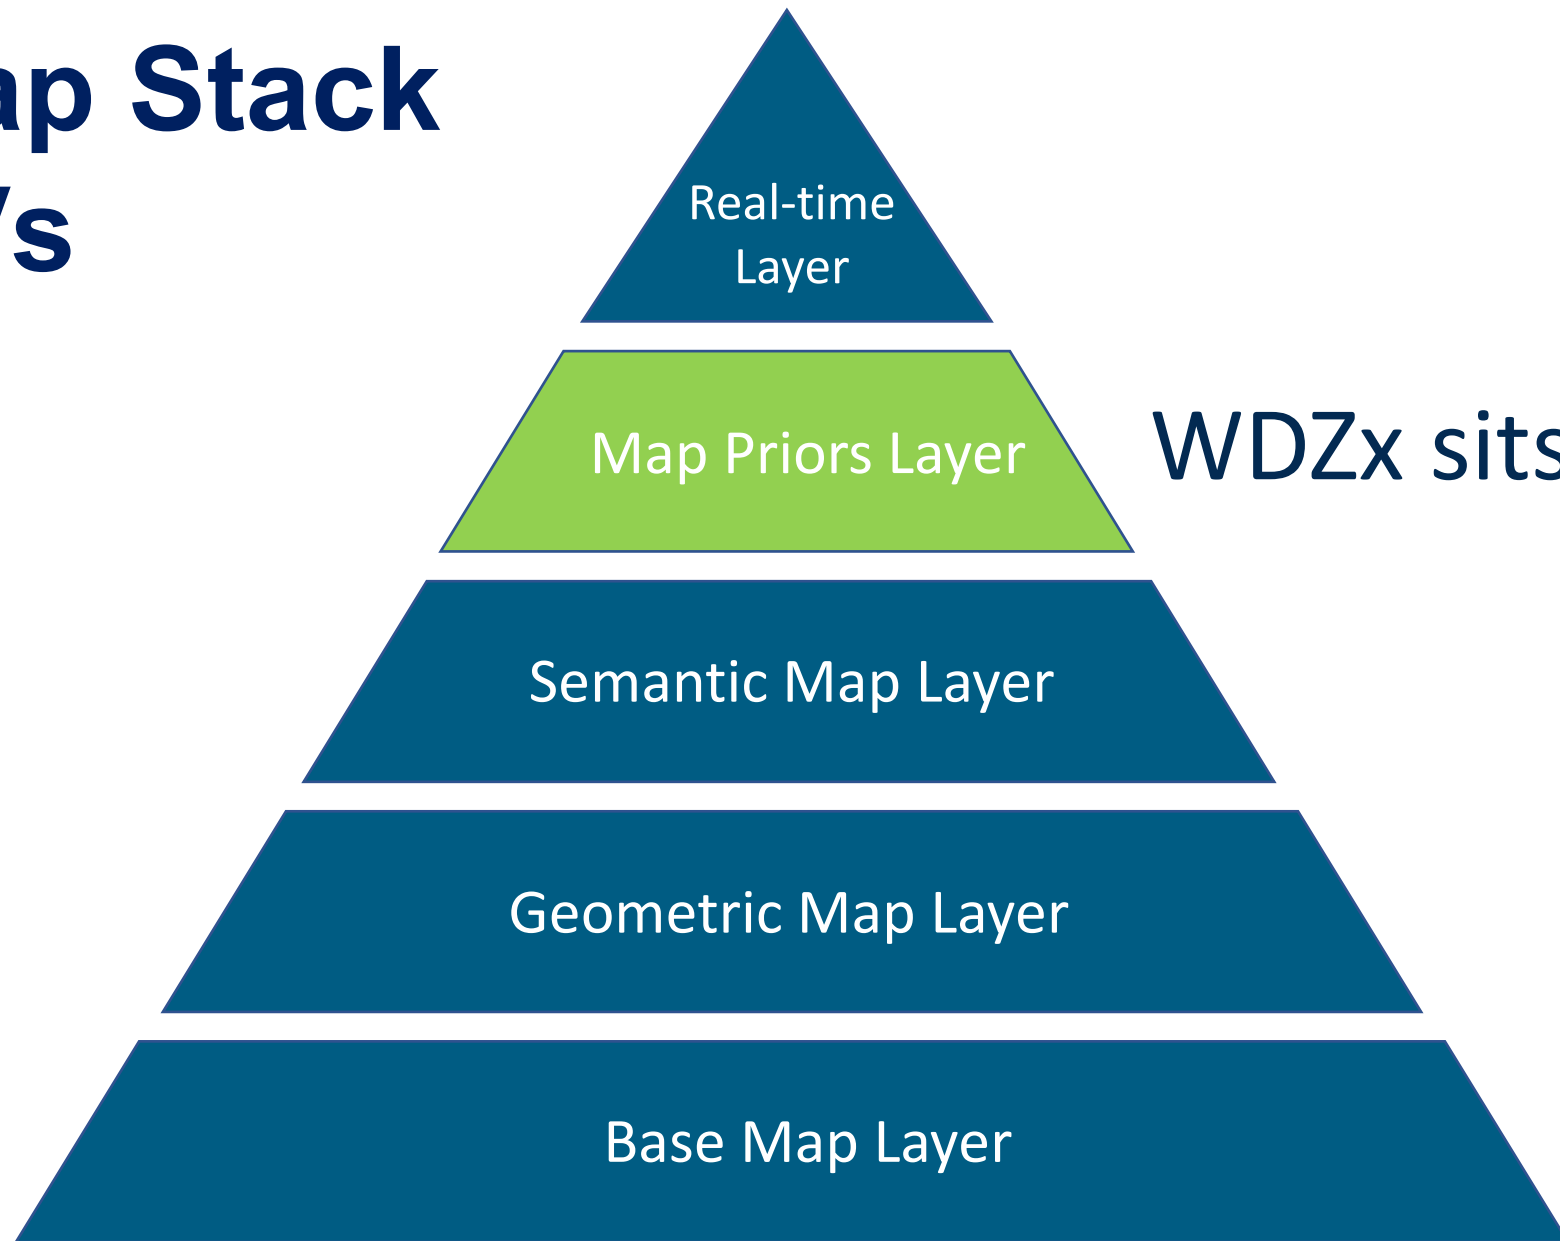 ap Stack
/s
Real-time
Layer
Map Priors Layer
WDZx sits
Semantic Map Layer
Geometric Map Layer
Base Map Layer